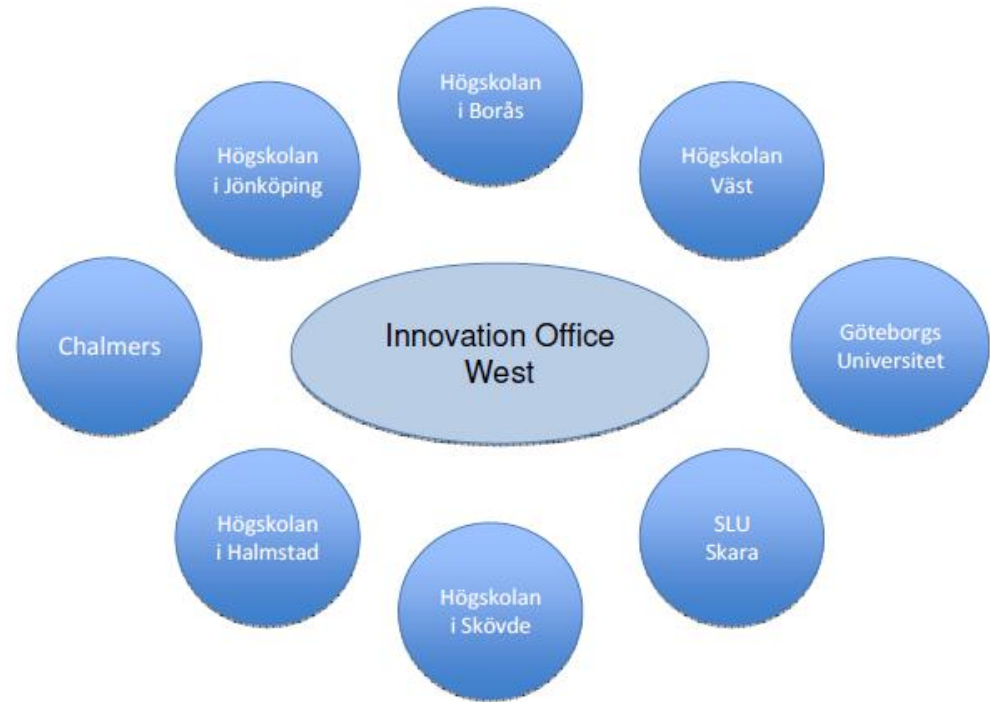 Högskolan
i Borås
Högskolan
i Jönköping
Högskolan
Väst
Chalmers
Innovation Office
West
Göteborgs
Universitet
Högskolan
i Halmstad
SLU
Skara
Högskolan
i Skövde